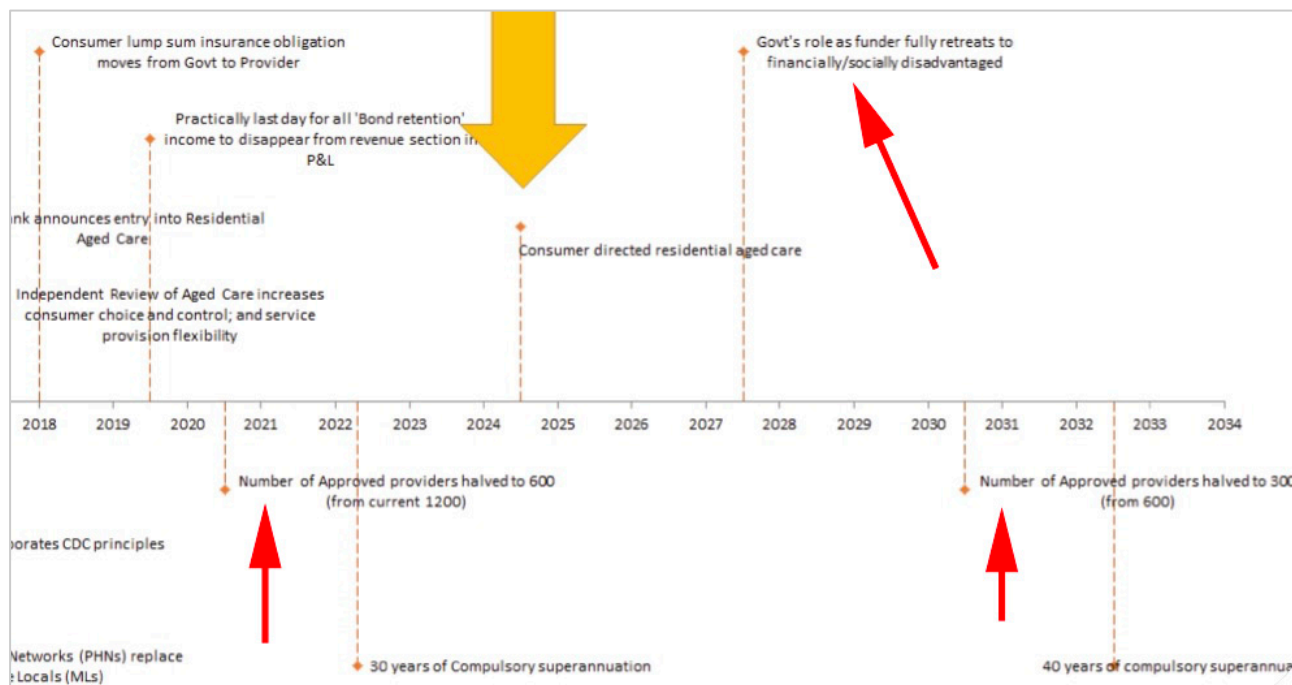 Consumer lump sum insurance obligation
moves from Govt to Provider
Govt's role as funder fully retreats to
financially/socially disadvantaged
Practically last day for all 'Bond retention'
income to disappear from revenue section in
P&L
announces entry into Residential
Aged Care
Consumer directed residential aged care
Independent Review of Aged Care increases
consumer choice and control; and service
provision flexibility
2018 2019 2020 2021 2022 2023 2024 2025 2026 2027 2028 2029 2030 2031 2032 2033 2034
Number of Approved providers halved to 600
(from current 1200)
Number of Approved providers halved to 300
(from 600)
CDC principles
Networks (PHNs) replace
Locals (MLs)
30 years of Compulsory superannuation
40 years of compulsory